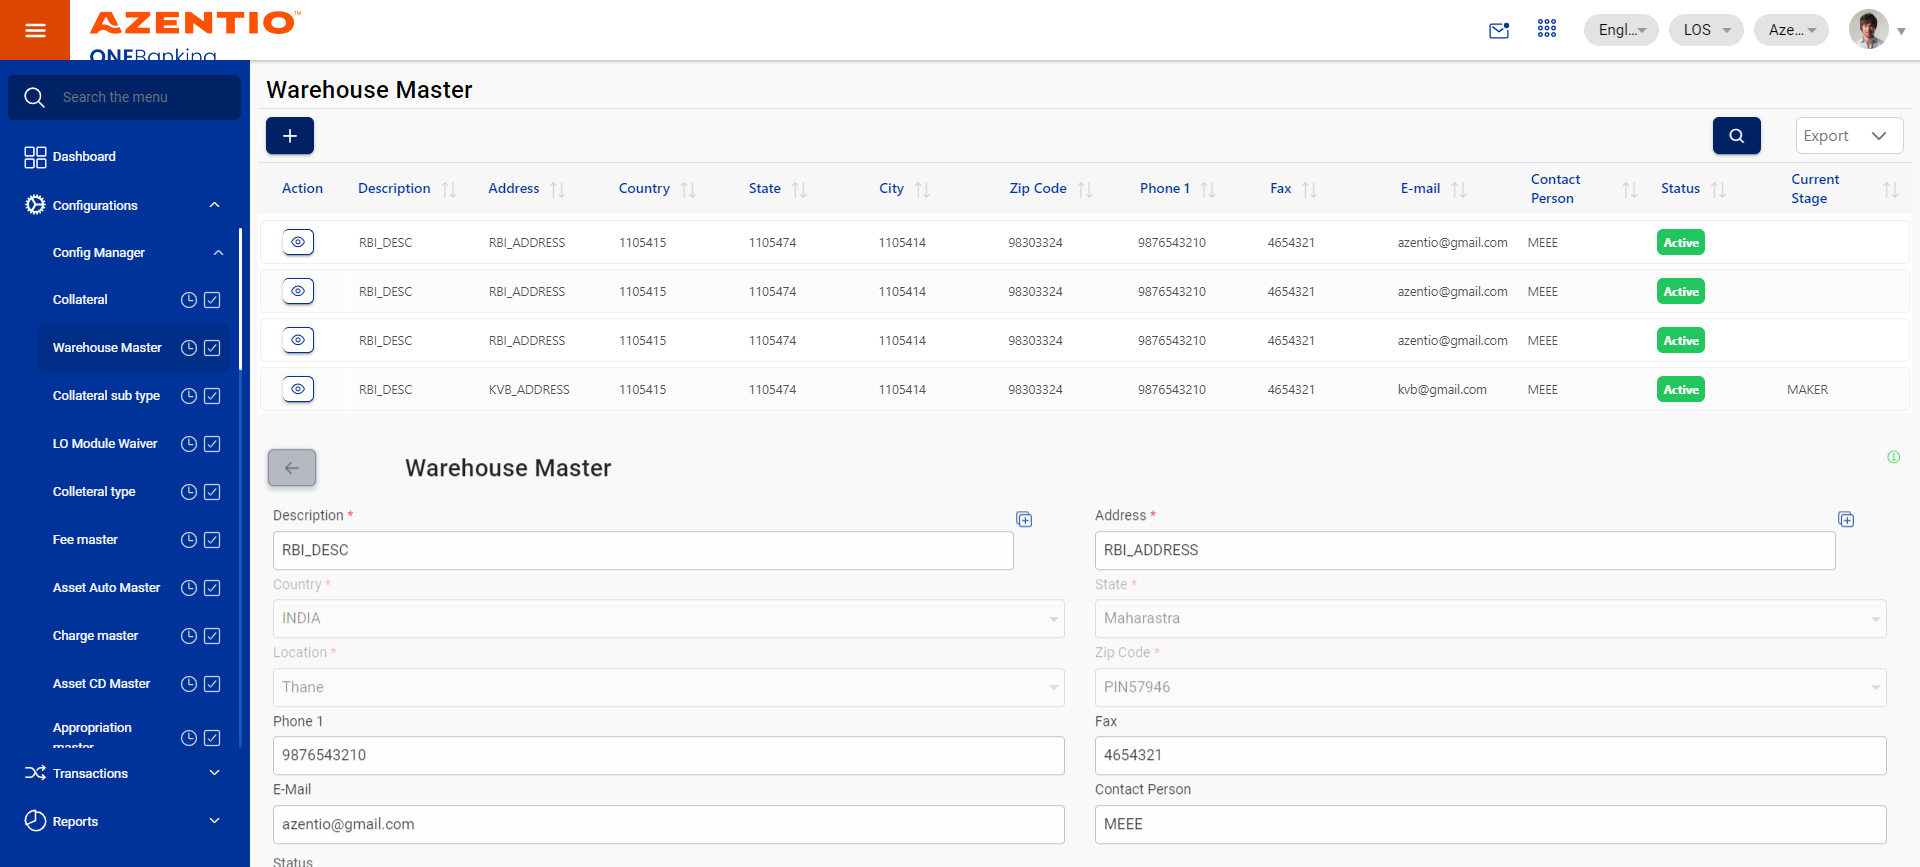 AZENTIO™
ONEBanking
Engl...
LOS
Aze...
Search the menu
Dashboard
Configurations
Config Manager
Collateral
Warehouse Master
Collateral sub type
LO Module Waiver
Colleteral type
Fee master
Asset Auto Master
Charge master
Asset CD Master
Appropriation
master
Transactions
Reports
Warehouse Master
Export
Action Description Address Country State City Zip Code Phone 1 Fax E-mail Contact Person Status Current Stage
RBI_DESC RBI_ADDRESS 1105415 1105474 1105414 98303324 9876543210 4654321 azentio@gmail.com MEEE Active
RBI_DESC RBI_ADDRESS 1105415 1105474 1105414 98303324 9876543210 4654321 azentio@gmail.com MEEE Active
RBI_DESC RBI_ADDRESS 1105415 1105474 1105414 98303324 9876543210 4654321 azentio@gmail.com MEEE Active
RBI_DESC KVB_ADDRESS 1105415 1105474 1105414 98303324 9876543210 4654321 kvb@gmail.com MEEE Active MAKER
Warehouse Master
Description * Address *
RBI_DESC RBI_ADDRESS
Country * State *
INDIA Maharastra
Location * Zip Code *
Thane PIN57946
Phone 1 Fax
9876543210 4654321
E-Mail Contact Person
azentio@gmail.com MEEE
Status